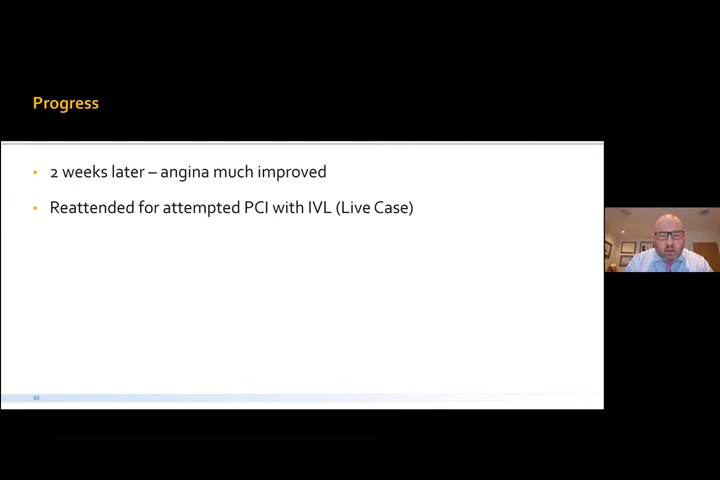 Progress
• 2 weeks later – angina much improved
• Reattended for attempted PCI with IVL (Live Case)